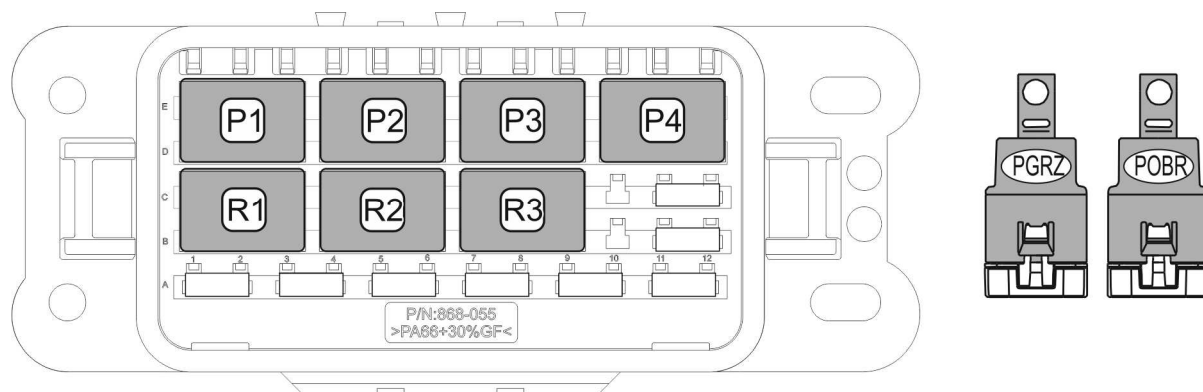 E
P1 P2 P3 P4
D
C
R1 R2 R3
B
1 2 3 4 5 6 7 8 9 10 11 12
A
P/N:868-055
>PA66+30%GF<
PGRZ POBR